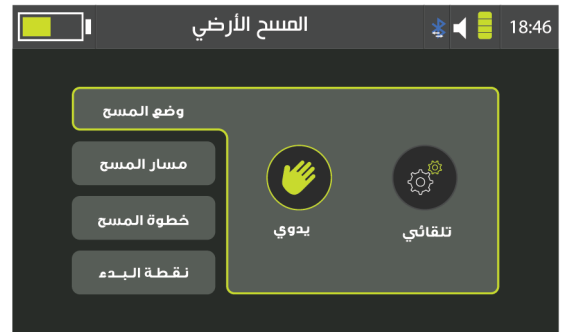 المسح الأرضي
18:46
وضع المسح
مسار المسح
خطوة المسح
نقطة البدء
يدوي
تلقائي